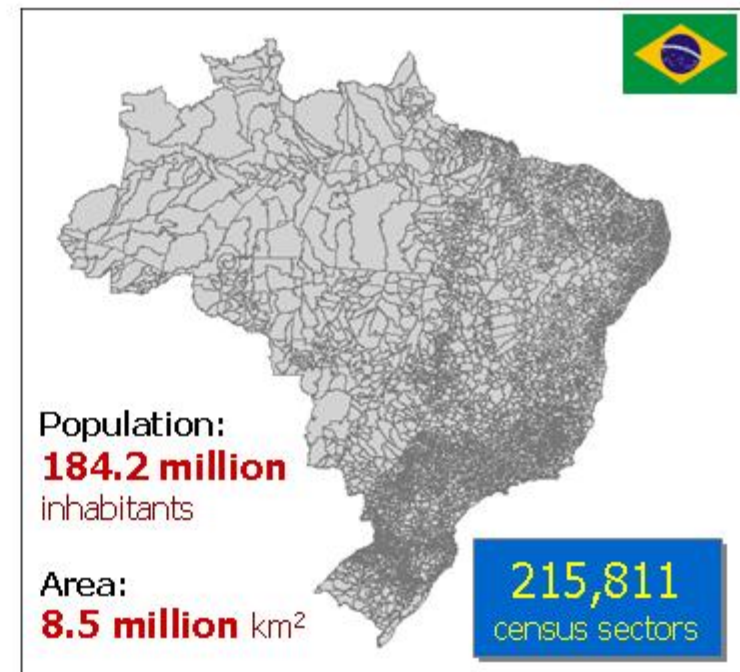 Population:
184.2 million
inhabitants
Area:
8.5 million km²
215,811
census sectors